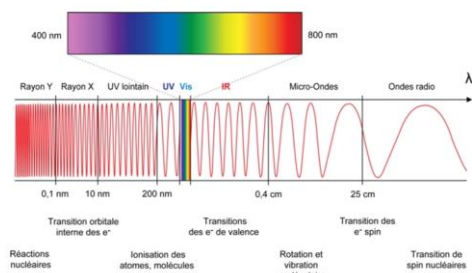 400 nm
800 nm
Rayon Y Rayon X UV lointain UV Vis IR Micro-Ondes Ondes radio
λ
0,1 nm 10 nm 200 nm 0,4 cm 25 cm
Transition orbitale
interne des e⁻
Transitions
des e⁻ de valence
Transition des
e⁻ spin
Réactions
nucléaires
Ionisation des
atomes, molécules
Rotation et
vibration
Transition de
spin nucléaires